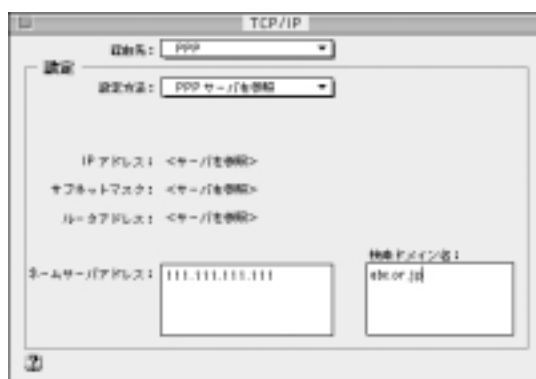 TCP/IP
経由先： PPP
設定
設定方法： PPP サーバを参照
IP アドレス： <サーバを参照>
サブネットマスク： <サーバを参照>
ルータアドレス： <サーバを参照>
検索ドメイン名：
ネームサーバアドレス： 111.111.111.111
abc.or.jp
?